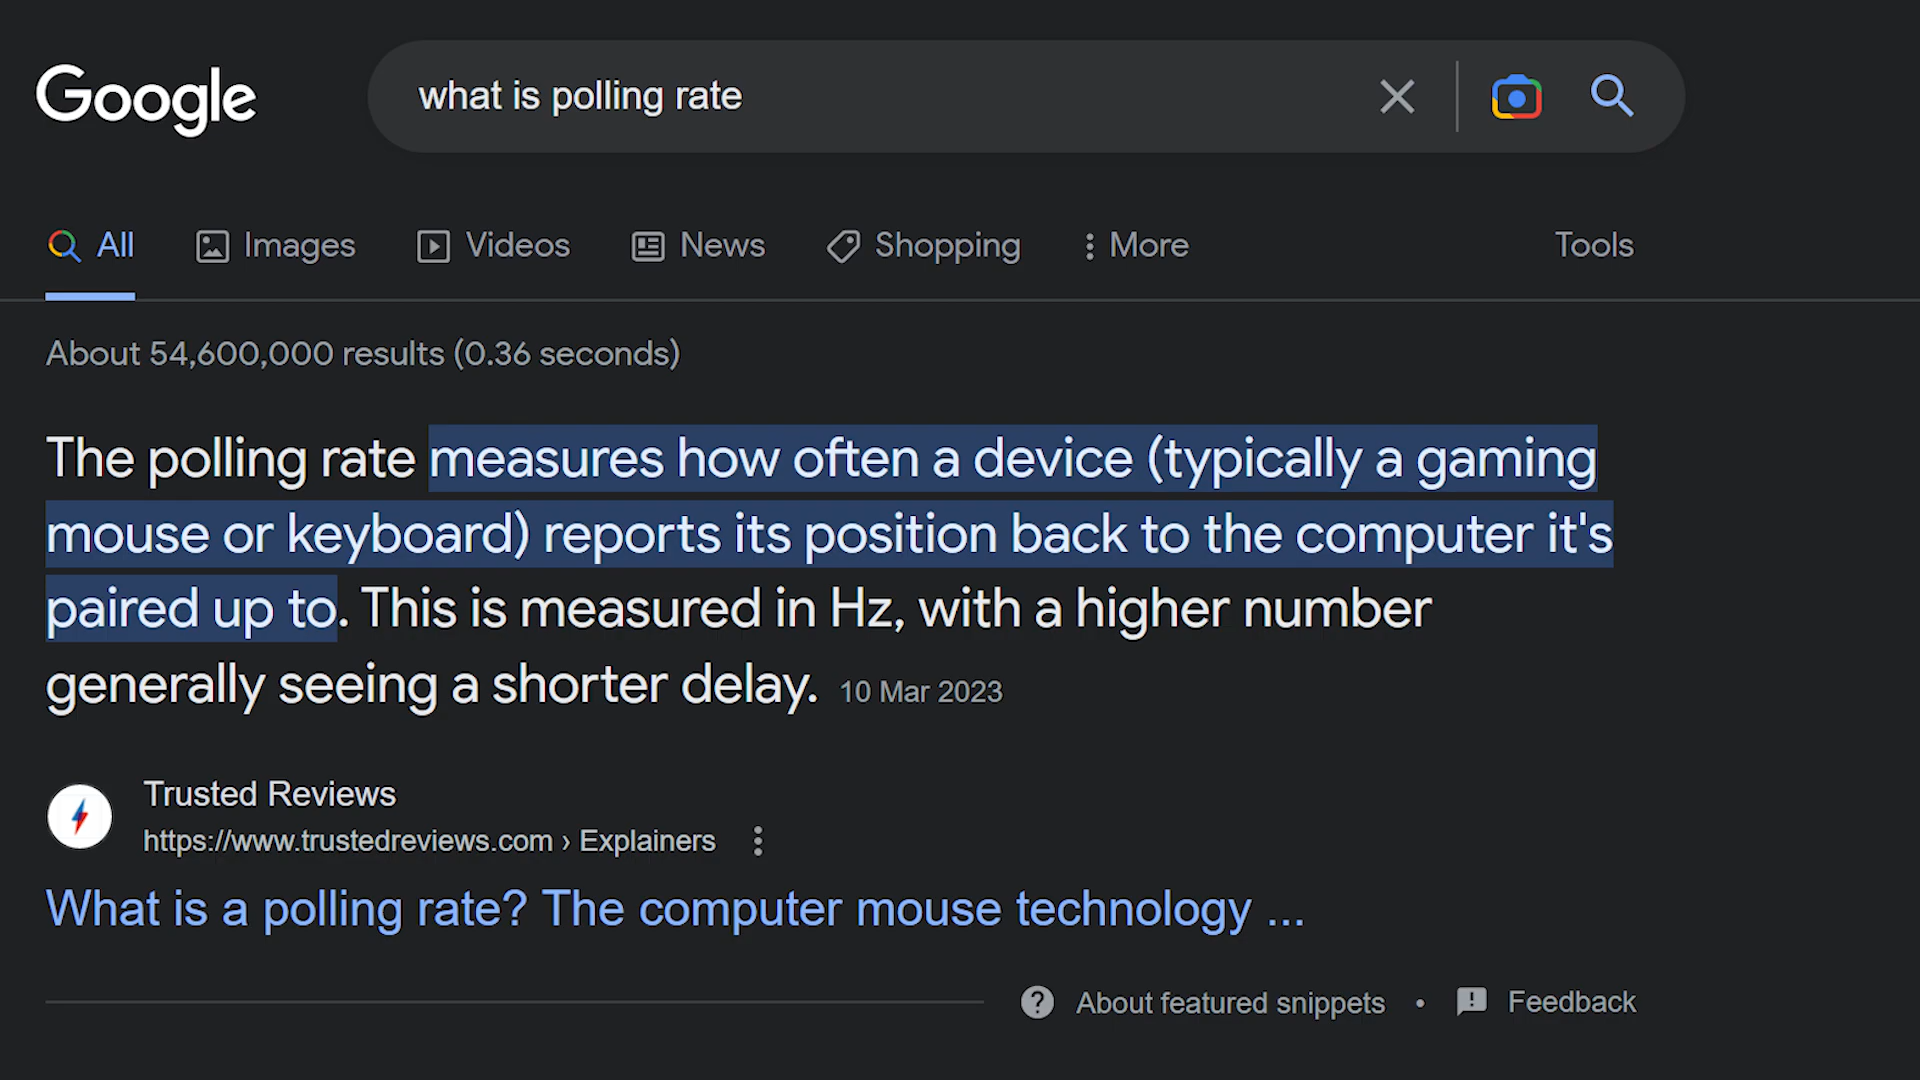 Google
what is polling rate
All
Images
Videos
News
Shopping
More
Tools
About 54,600,000 results (0.36 seconds)
The polling rate measures how often a device (typically a gaming
mouse or keyboard) reports its position back to the computer it's
paired up to. This is measured in Hz, with a higher number
generally seeing a shorter delay. 10 Mar 2023
Trusted Reviews
https://www.trustedreviews.com › Explainers
What is a polling rate? The computer mouse technology ...
About featured snippets • Feedback